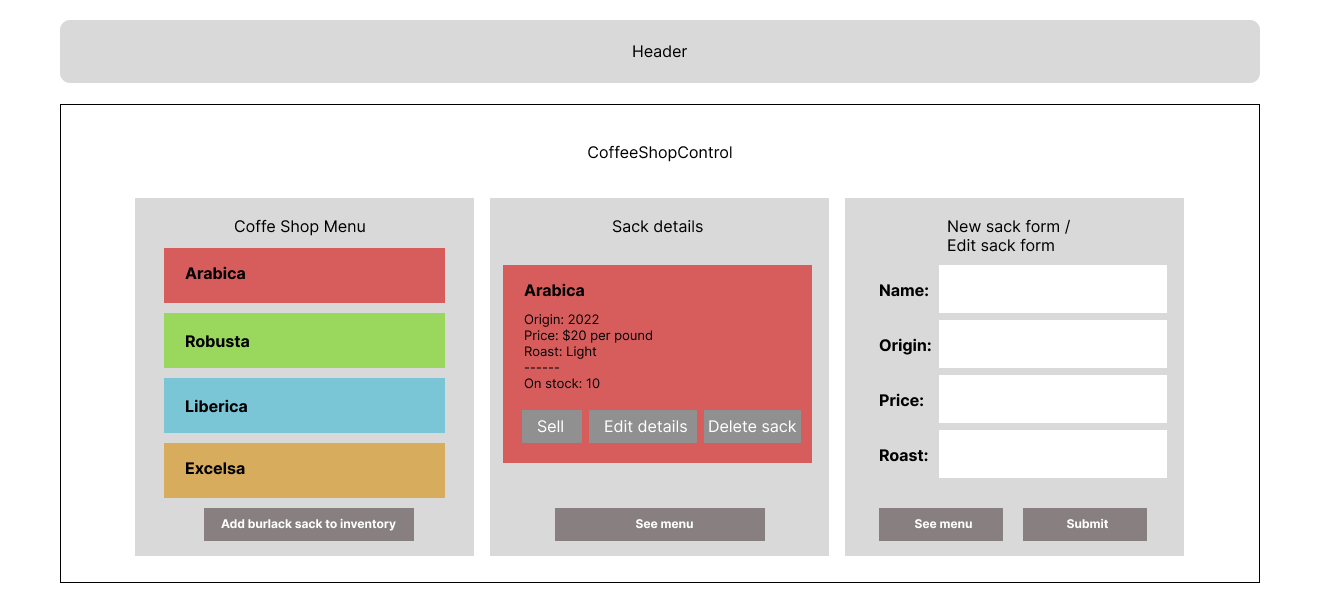 Header
CoffeeShopControl
Coffe Shop Menu
Arabica
Robusta
Liberica
Excelsa
Add burlack sack to inventory
Sack details
Arabica
Origin: 2022
Price: $20 per pound
Roast: Light
------
On stock: 10
Sell
Edit details
Delete sack
See menu
New sack form /
Edit sack form
Name:
Origin:
Price:
Roast:
See menu
Submit